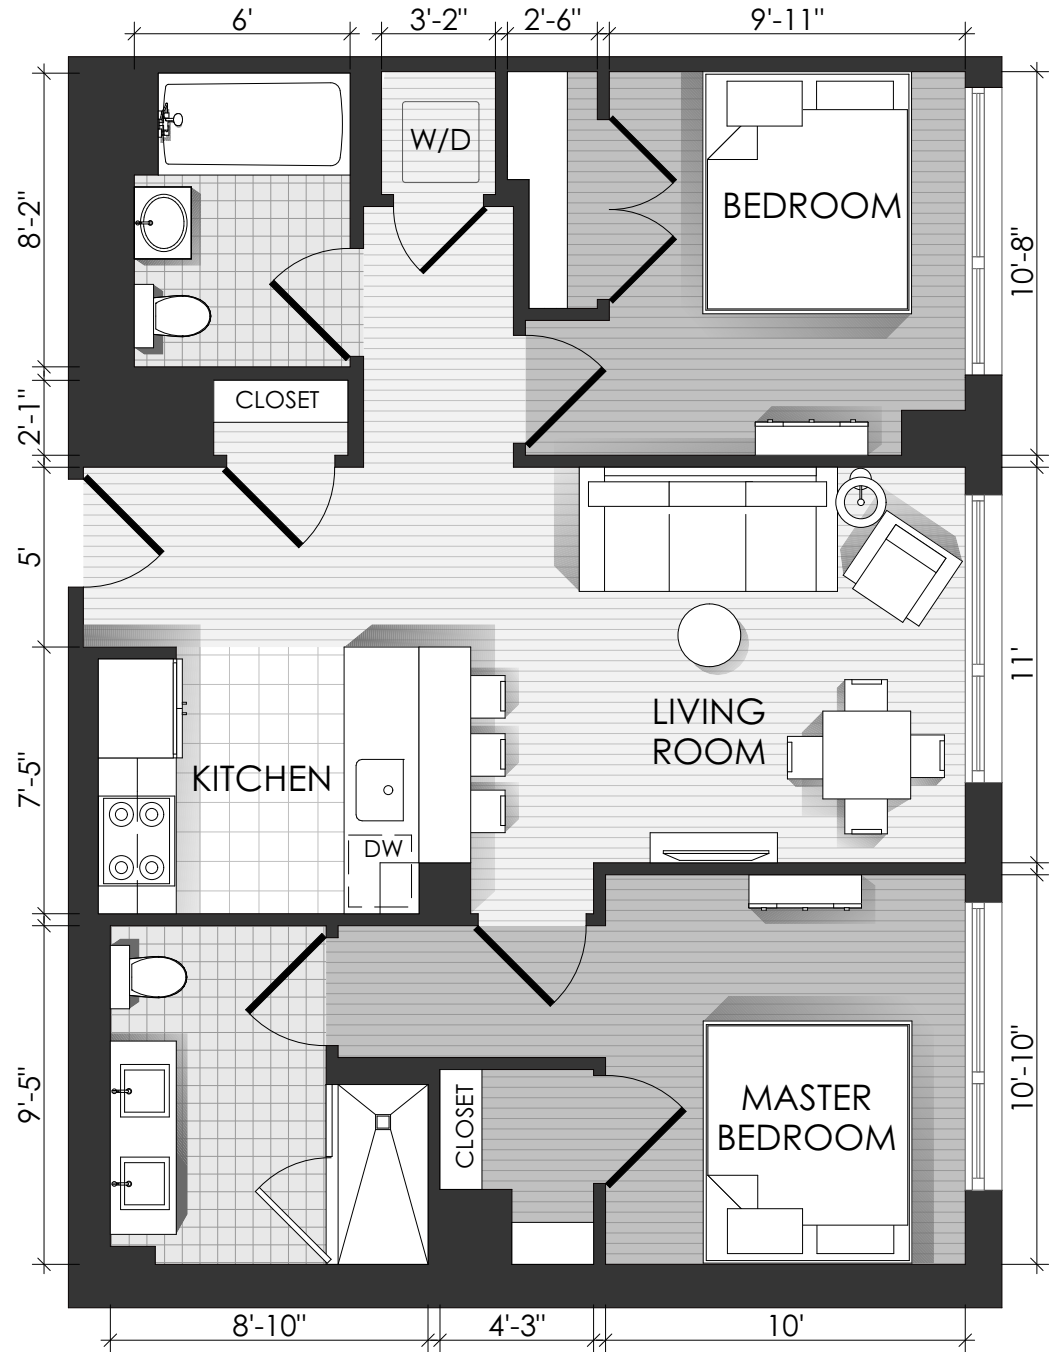 6'
3'-2"
2'-6"
9'-11"
W/D
BEDROOM
8'-2"
10'-8"
CLOSET
2'-1"
5'
LIVING
ROOM
11'
KITCHEN
7'-5"
DW
9'-5"
CLOSET
MASTER
BEDROOM
10'-10"
8'-10"
4'-3"
10'